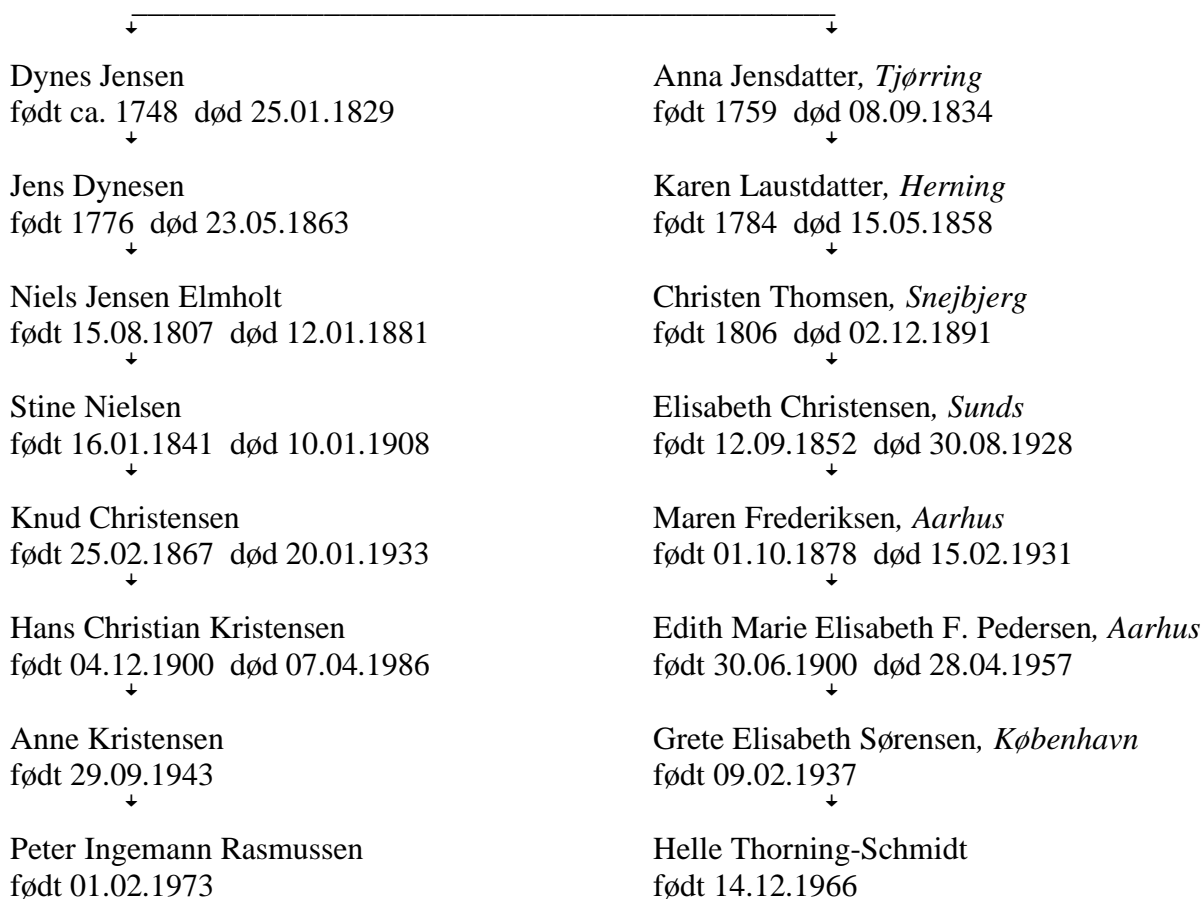 Dynes Jensen
født ca. 1748 død 25.01.1829
Anna Jensdatter, Tjørring
født 1759 død 08.09.1834
Jens Dynesen
født 1776 død 23.05.1863
Karen Laustdatter, Herning
født 1784 død 15.05.1858
Niels Jensen Elmholt
født 15.08.1807 død 12.01.1881
Christen Thomsen, Snejbjerg
født 1806 død 02.12.1891
Stine Nielsen
født 16.01.1841 død 10.01.1908
Elisabeth Christensen, Sunds
født 12.09.1852 død 30.08.1928
Knud Christensen
født 25.02.1867 død 20.01.1933
Maren Frederiksen, Aarhus
født 01.10.1878 død 15.02.1931
Hans Christian Kristensen
født 04.12.1900 død 07.04.1986
Edith Marie Elisabeth F. Pedersen, Aarhus
født 30.06.1900 død 28.04.1957
Anne Kristensen
født 29.09.1943
Grete Elisabeth Sørensen, København
født 09.02.1937
Peter Ingemann Rasmussen
født 01.02.1973
Helle Thorning-Schmidt
født 14.12.1966